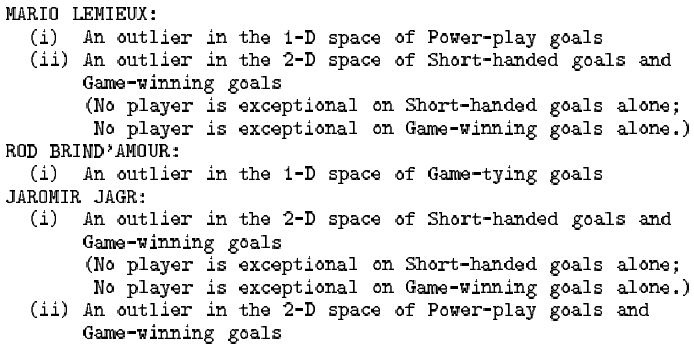 MARIO LEMIEUX:
(i) An outlier in the 1-D space of Power-play goals
(ii) An outlier in the 2-D space of Short-handed goals and
Game-winning goals
(No player is exceptional on Short-handed goals alone;
No player is exceptional on Game-winning goals alone.)
ROD BRIND'AMOUR:
(i) An outlier in the 1-D space of Game-tying goals
JAROMIR JAGR:
(i) An outlier in the 2-D space of Short-handed goals and
Game-winning goals
(No player is exceptional on Short-handed goals alone;
No player is exceptional on Game-winning goals alone.)
(ii) An outlier in the 2-D space of Power-play goals and
Game-winning goals